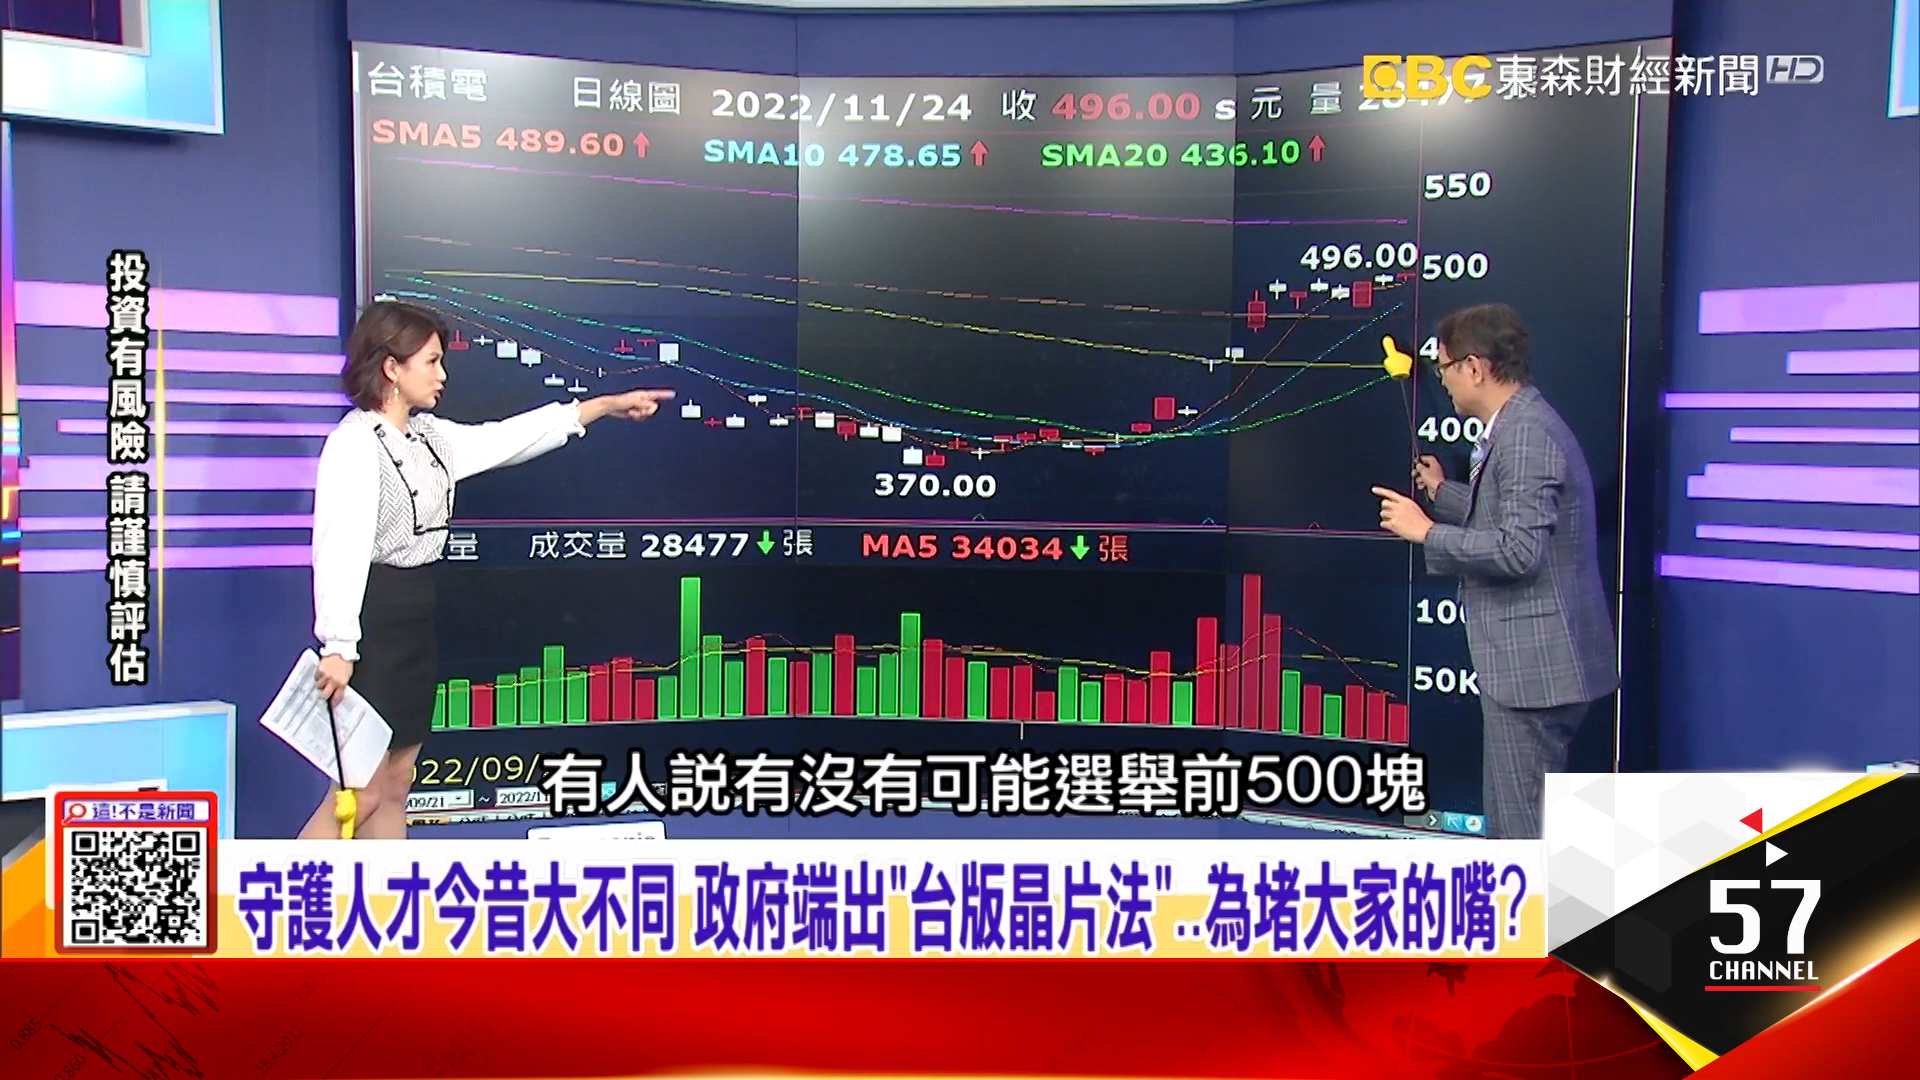 EBC東森財經新聞HD
台積電 日線圖 2022/11/24 收 496.00 s 元 量 28477 張
SMA5 489.60↑ SMA10 478.65↑ SMA20 436.10↑
550
496.00
500
400
370.00
量 成交量 28477↓張 MA5 34034↓張
50K
投資有風險 請謹慎評估
有人說有沒有可能選舉前500塊
這!不是新聞
守護人才今昔大不同 政府端出"台版晶片法"..為堵大家的嘴?
57
CHANNEL